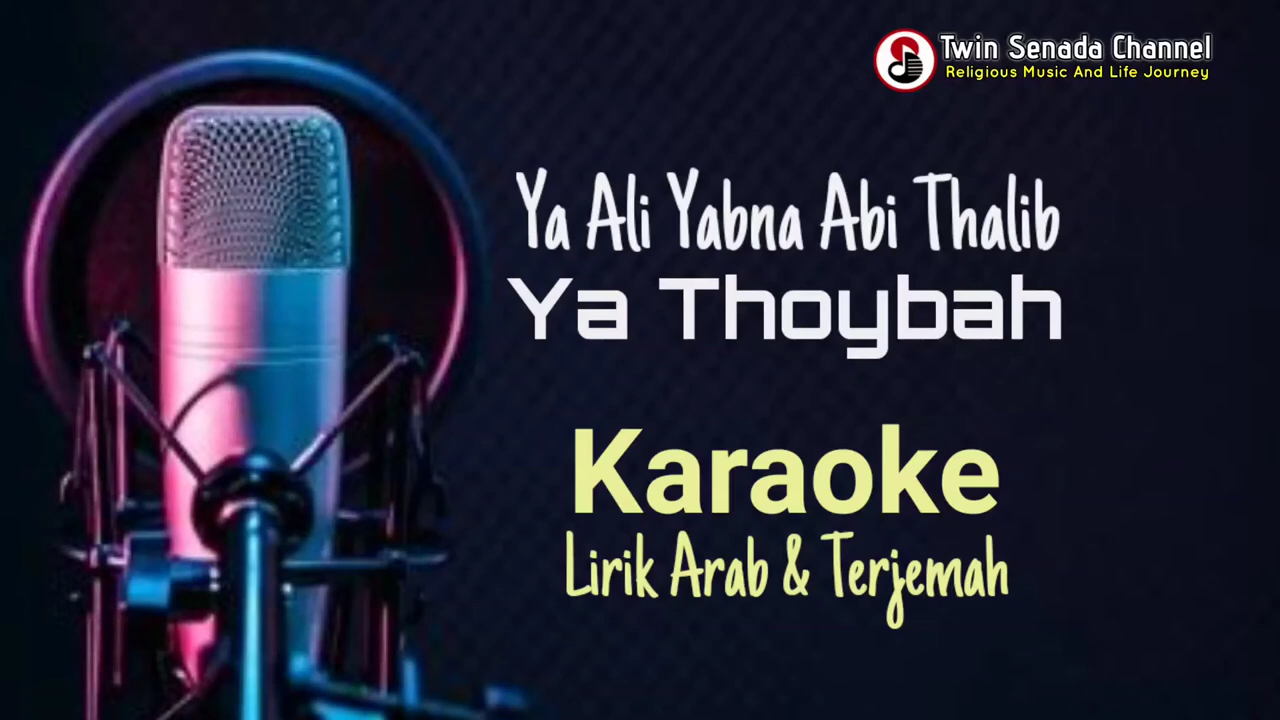 Twin Senada Channel
Religious Music And Life Journey
Ya Ali Yabna Abi Thalib
Ya Thoybah
Karaoke
Lirik Arab & Terjemah